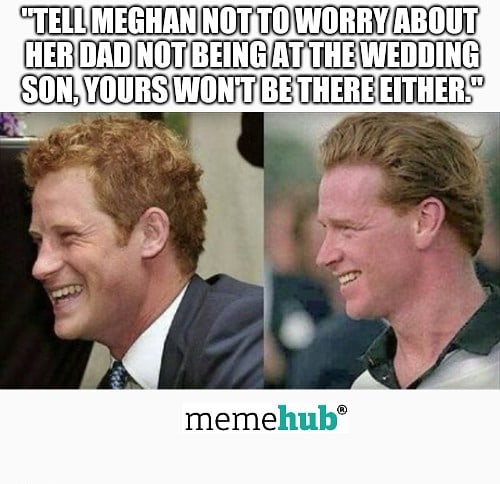 "TELL MEGHAN NOT TO WORRY ABOUT
HER DAD NOT BEING AT THE WEDDING
SON, YOURS WON'T BE THERE EITHER."
memehub®